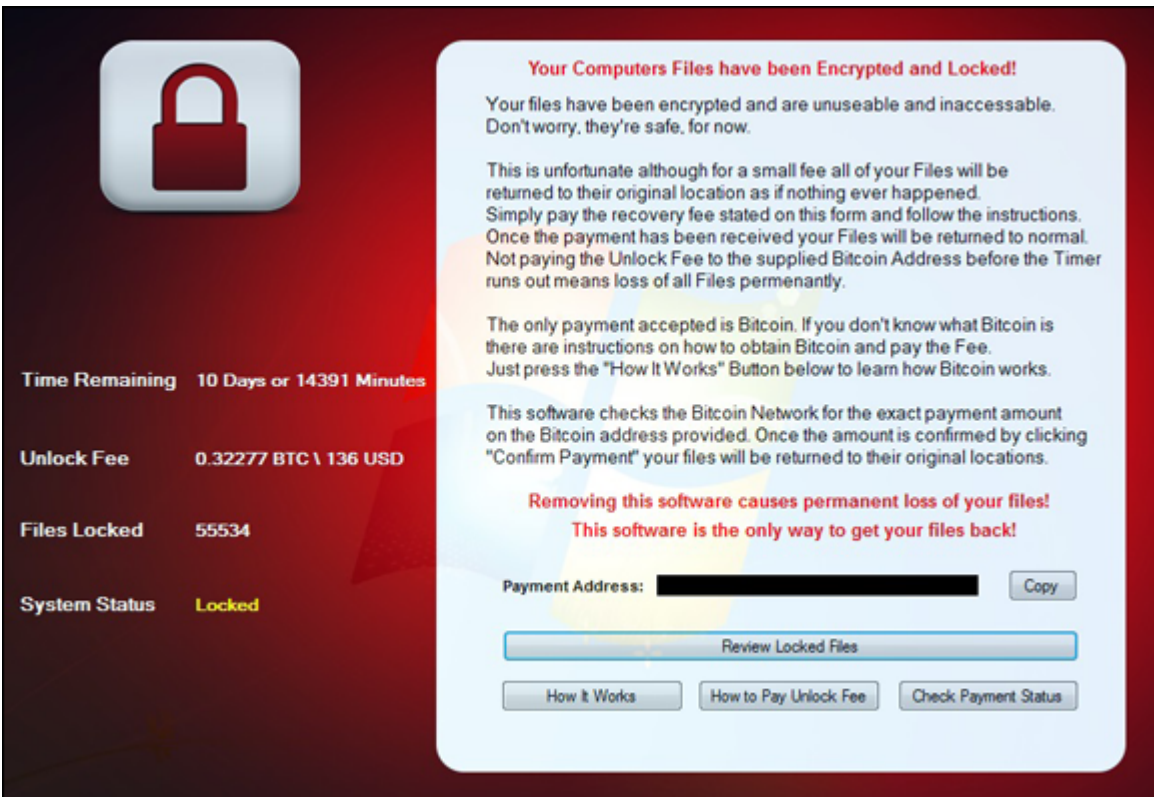 Your Computers Files have been Encrypted and Locked!
Your files have been encrypted and are unuseable and inaccessable.
Don't worry, they're safe, for now.
This is unfortunate although for a small fee all of your Files will be
returned to their original location as if nothing ever happened.
Simply pay the recovery fee stated on this form and follow the instructions.
Once the payment has been received your Files will be returned to normal.
Not paying the Unlock Fee to the supplied Bitcoin Address before the Timer
runs out means loss of all Files permenantly.
The only payment accepted is Bitcoin. If you don't know what Bitcoin is
there are instructions on how to obtain Bitcoin and pay the Fee.
Just press the "How It Works" Button below to learn how Bitcoin works.
This software checks the Bitcoin Network for the exact payment amount
on the Bitcoin address provided. Once the amount is confirmed by clicking
"Confirm Payment" your files will be returned to their original locations.
Removing this software causes permanent loss of your files!
This software is the only way to get your files back!
Payment Address: Copy
Review Locked Files
How It Works How to Pay Unlock Fee Check Payment Status
Time Remaining 10 Days or 14391 Minutes
Unlock Fee 0.32277 BTC \ 136 USD
Files Locked 55534
System Status Locked